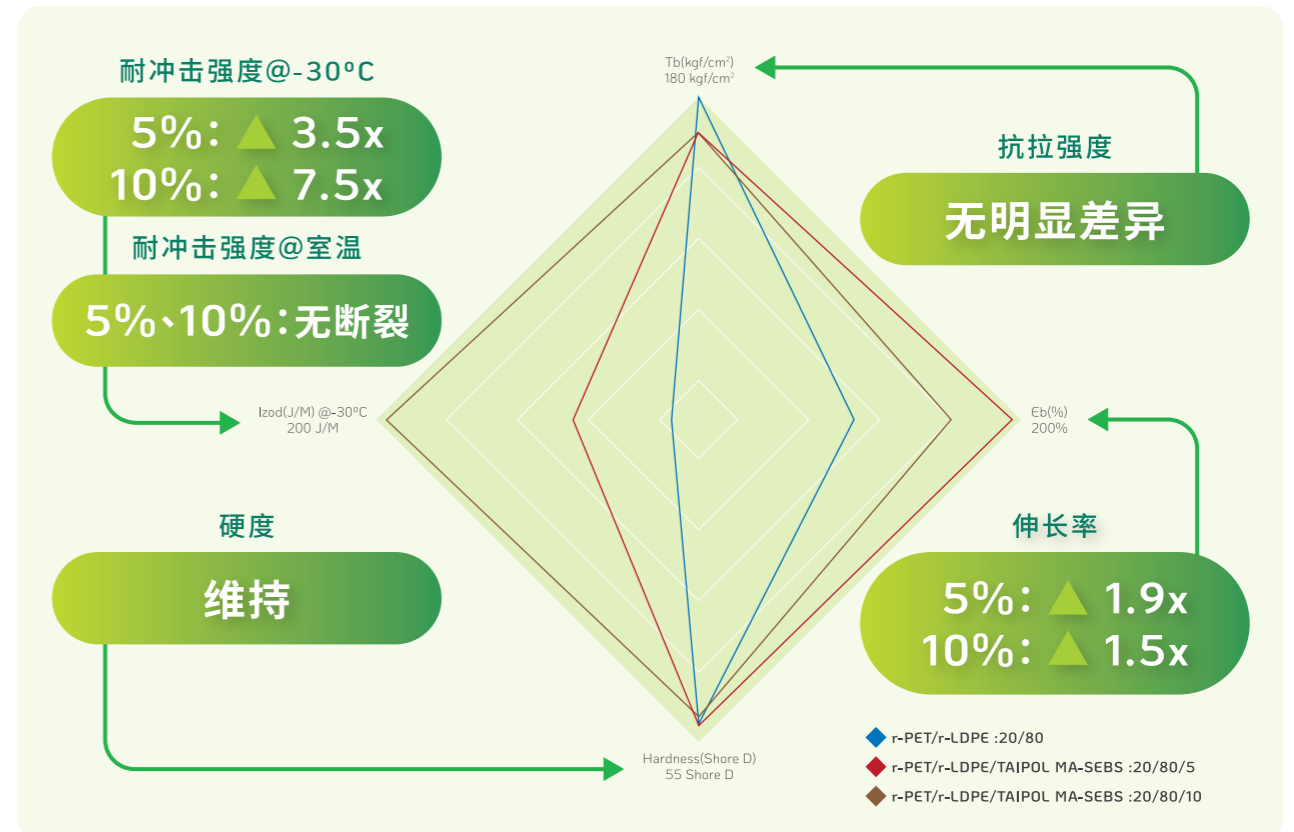 耐冲击强度@-30ºC
5%: ▲ 3.5x
10%: ▲ 7.5x
耐冲击强度@室温
5%、10%:无断裂
Izod(J/M) @-30ºC
200 J/M
硬度
维持
Tb(kgf/cm²)
180 kgf/cm²
抗拉强度
无明显差异
Eb(%)
200%
伸长率
5%: ▲ 1.9x
10%: ▲ 1.5x
Hardness(Shore D)
55 Shore D
r-PET/r-LDPE :20/80
r-PET/r-LDPE/TAIPOL MA-SEBS :20/80/5
r-PET/r-LDPE/TAIPOL MA-SEBS :20/80/10